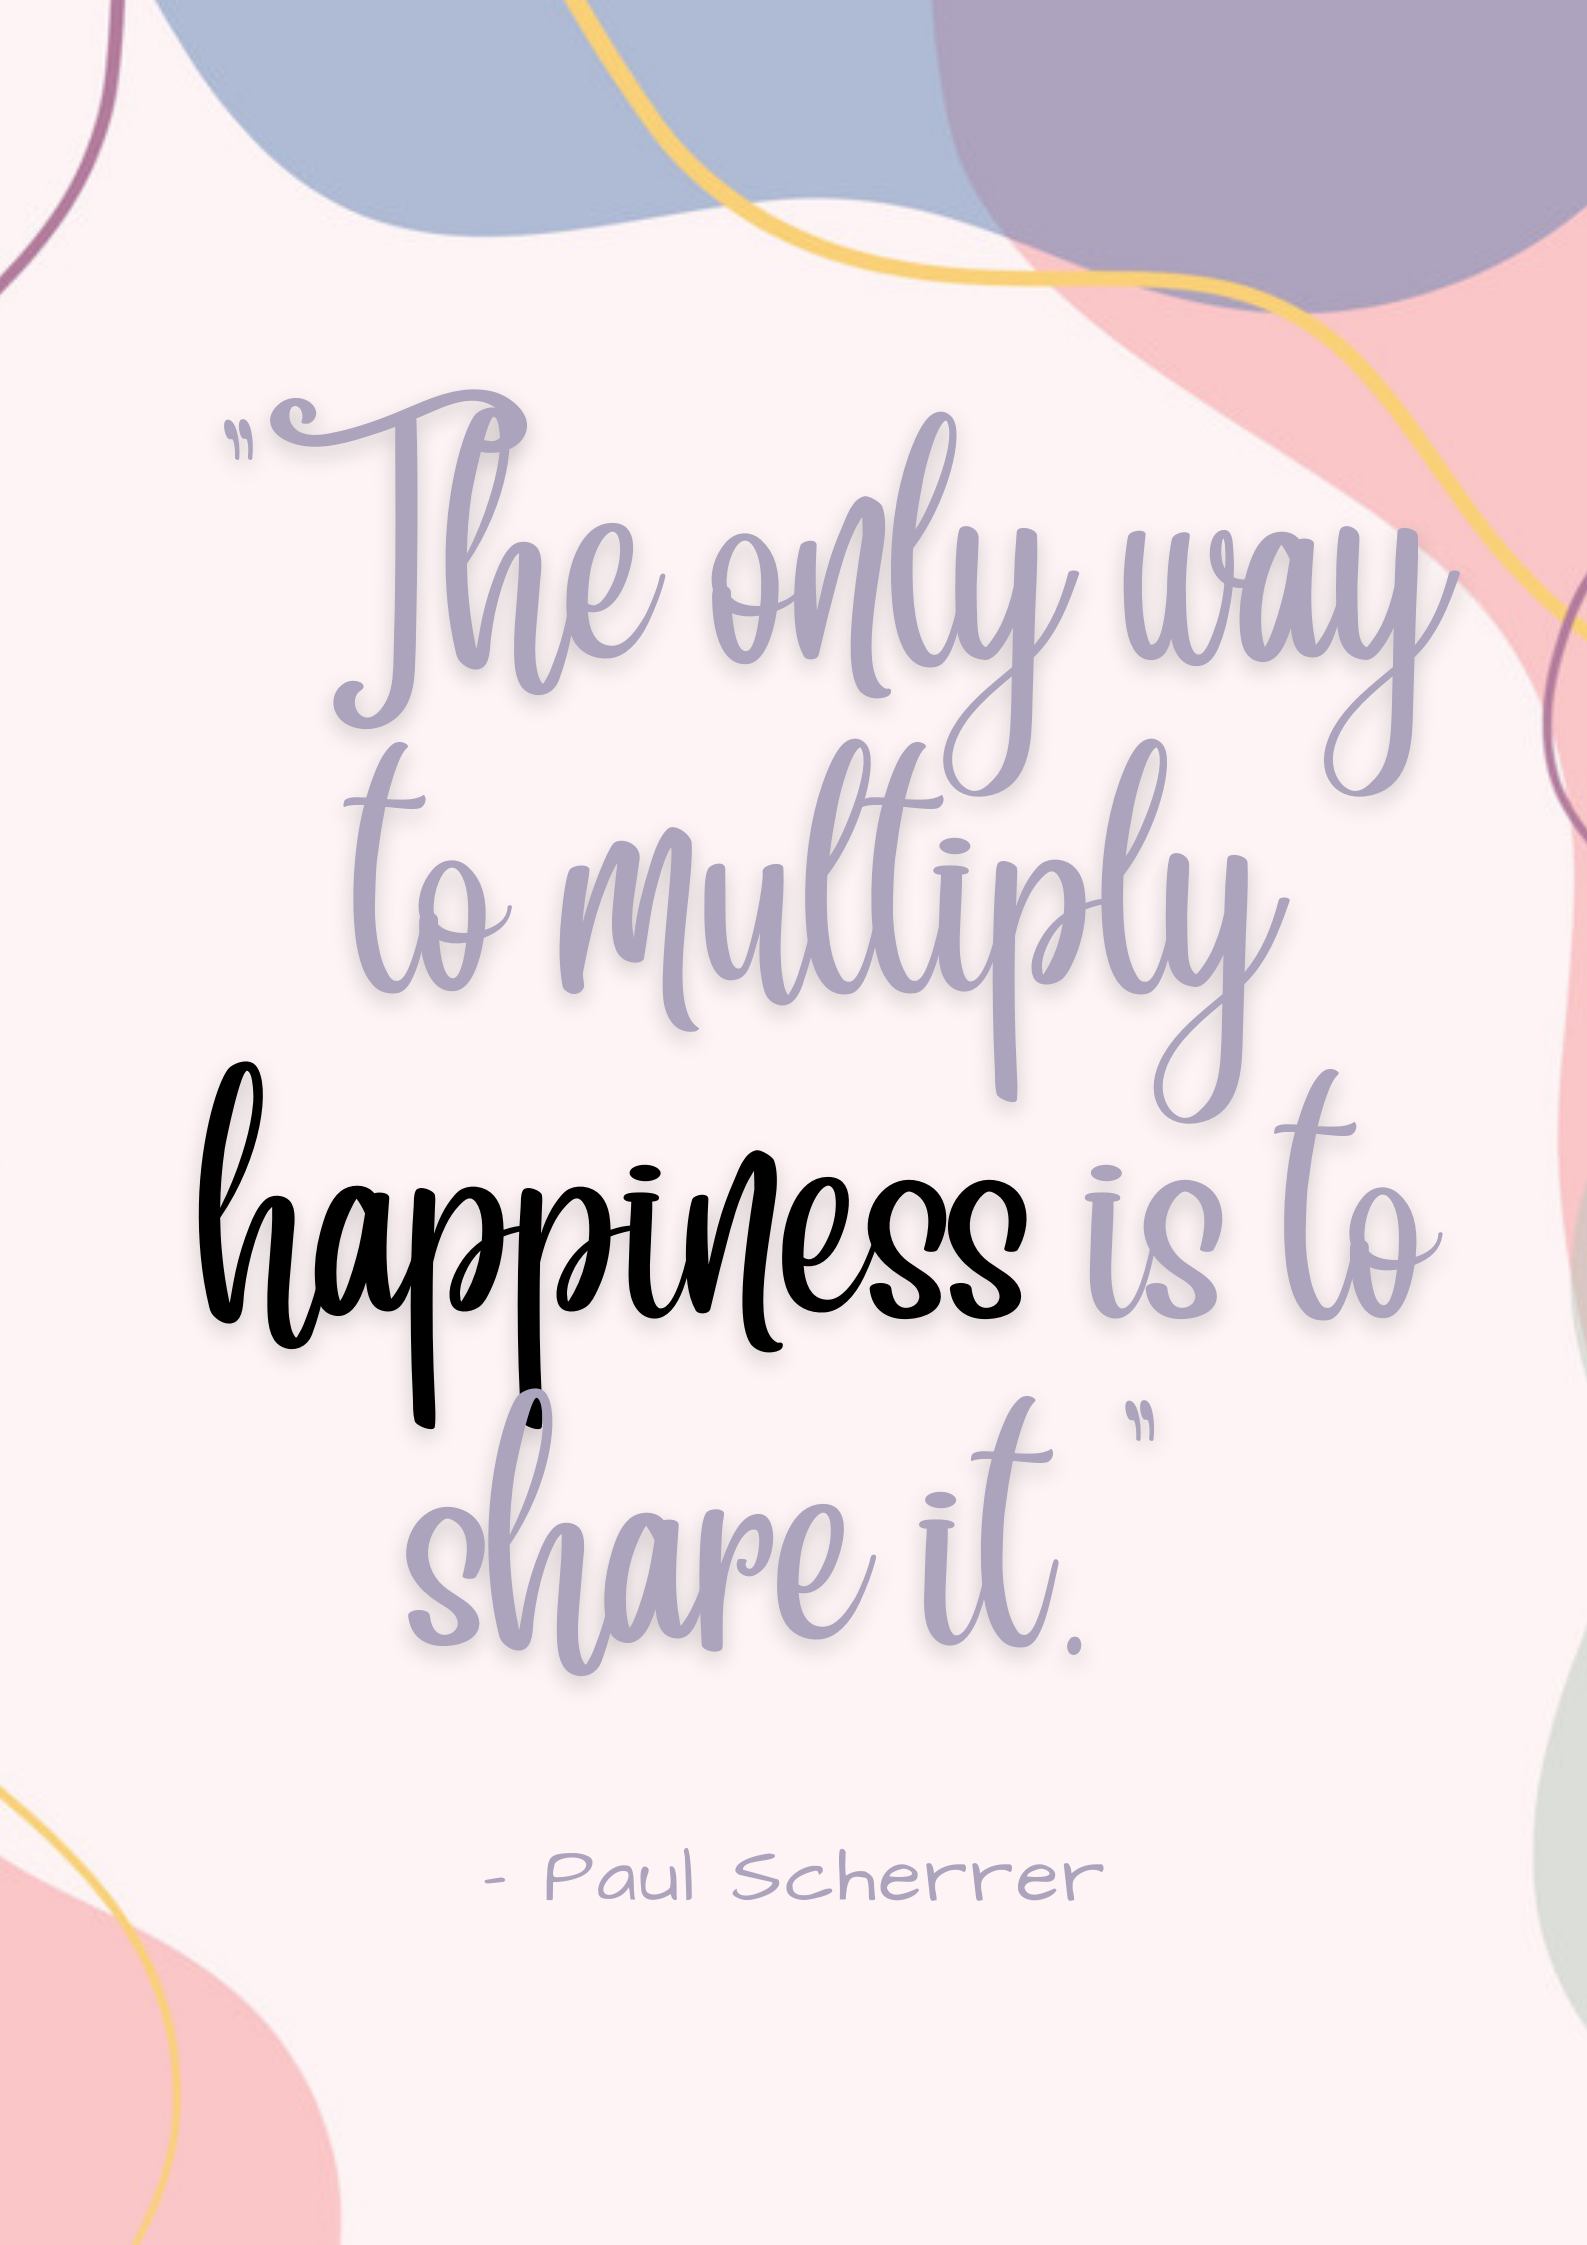 "The only way
to multiply
happiness is to
share it."
- Paul Scherrer